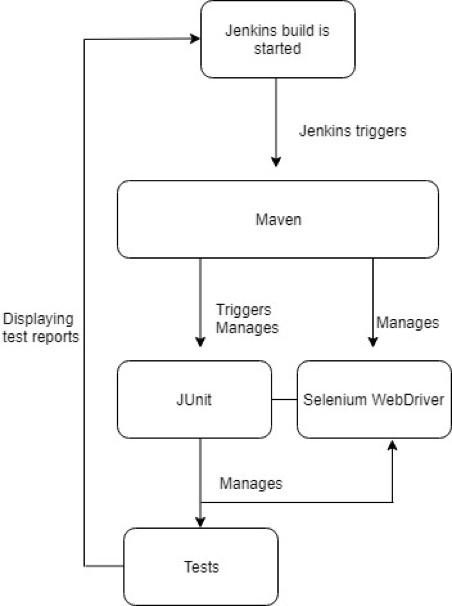 Jenkins build is
started
Jenkins triggers
Maven
Triggers
Manages
Manages
Displaying
test reports
JUnit
Selenium WebDriver
Manages
Tests